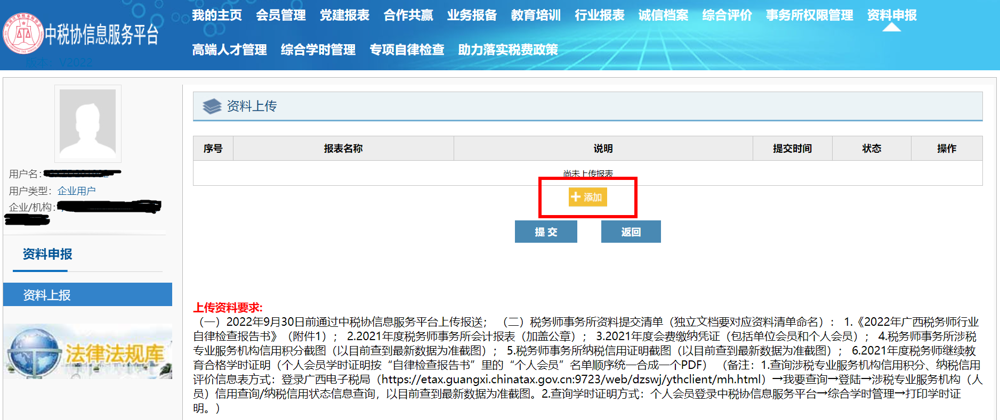 我的主页 会员管理 党建报表 合作共赢 业务报备 教育培训 行业报表 诚信档案 综合评价 事务所权限管理 资料申报
中税协信息服务平台
高端人才管理 综合学时管理 专项自律检查 助力落实税费政策
版本：V2022
资料上传
序号 报表名称 说明 提交时间 状态 操作
尚未上传报表
添加
提 交 返回
用户名：
用户类型：企业用户
企业/机构：
资料申报
资料上报
法律法规库
上传资料要求:
（一）2022年9月30日前通过中税协信息服务平台上传报送； （二）税务师事务所资料提交清单（独立文档要对应资料清单命名）： 1.《2022年广西税务师行业
自律检查报告书》（附件1）； 2.2021年度税务师事务所会计报表（加盖公章）； 3.2021年度会费缴纳凭证（包括单位会员和个人会员）； 4.税务师事务所涉税
专业服务机构信用积分截图（以目前查到最新数据为准截图）； 5.税务师事务所纳税信用证明截图（以目前查到最新数据为准截图）； 6.2021年度税务师继续教
育合格学时证明（个人会员学时证明按“自律检查报告书”里的“个人会员”名单顺序统一合成一个PDF） （备注：1.查询涉税专业服务机构信用积分、纳税信用
评价信息表方式：登录广西电子税局（https://etax.guangxi.chinatax.gov.cn:9723/web/dzswj/ythclient/mh.html）→我要查询→登陆→涉税专业服务机构（人
员）信用查询/纳税信用状态信息查询，以目前查到最新数据为准截图。2.查询学时证明方式：个人会员登录中税协信息服务平台→综合学时管理→打印学时证
明。）